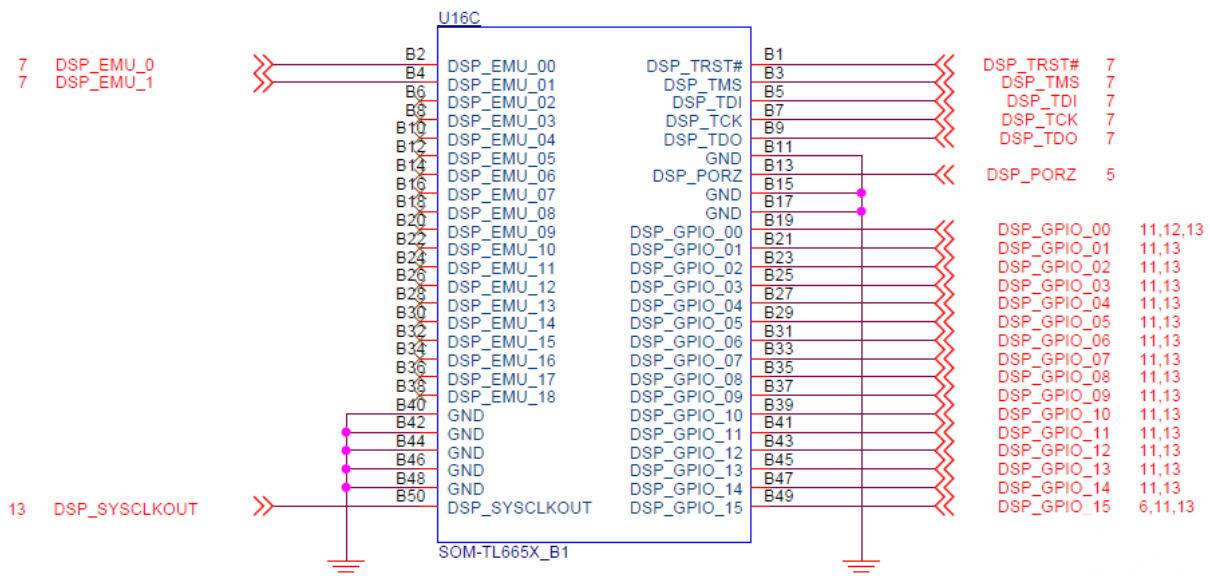 U16C
B2 B1
7 DSP_EMU_0 DSP_EMU_00 DSP_TRST# DSP_TRST# 7
B4 B3
7 DSP_EMU_1 DSP_EMU_01 DSP_TMS DSP_TMS 7
B6 B5
DSP_EMU_02 DSP_TDI DSP_TDI 7
B8 B7
DSP_EMU_03 DSP_TCK DSP_TCK 7
B10 B9
DSP_EMU_04 DSP_TDO DSP_TDO 7
B12 B11
DSP_EMU_05 GND
B14 B13
DSP_EMU_06 DSP_PORZ DSP_PORZ 5
B16 B15
DSP_EMU_07 GND
B18 B17
DSP_EMU_08 GND
B20 B19
DSP_EMU_09 DSP_GPIO_00 DSP_GPIO_00 11,12,13
B22 B21
DSP_EMU_10 DSP_GPIO_01 DSP_GPIO_01 11,13
B24 B23
DSP_EMU_11 DSP_GPIO_02 DSP_GPIO_02 11,13
B26 B25
DSP_EMU_12 DSP_GPIO_03 DSP_GPIO_03 11,13
B28 B27
DSP_EMU_13 DSP_GPIO_04 DSP_GPIO_04 11,13
B30 B29
DSP_EMU_14 DSP_GPIO_05 DSP_GPIO_05 11,13
B32 B31
DSP_EMU_15 DSP_GPIO_06 DSP_GPIO_06 11,13
B34 B33
DSP_EMU_16 DSP_GPIO_07 DSP_GPIO_07 11,13
B36 B35
DSP_EMU_17 DSP_GPIO_08 DSP_GPIO_08 11,13
B38 B37
DSP_EMU_18 DSP_GPIO_09 DSP_GPIO_09 11,13
B40 B39
GND DSP_GPIO_10 DSP_GPIO_10 11,13
B42 B41
GND DSP_GPIO_11 DSP_GPIO_11 11,13
B44 B43
GND DSP_GPIO_12 DSP_GPIO_12 11,13
B46 B45
GND DSP_GPIO_13 DSP_GPIO_13 11,13
B48 B47
GND DSP_GPIO_14 DSP_GPIO_14 11,13
B50 B49
13 DSP_SYSCLKOUT DSP_SYSCLKOUT DSP_GPIO_15 DSP_GPIO_15 6,11,13
SOM-TL665X_B1